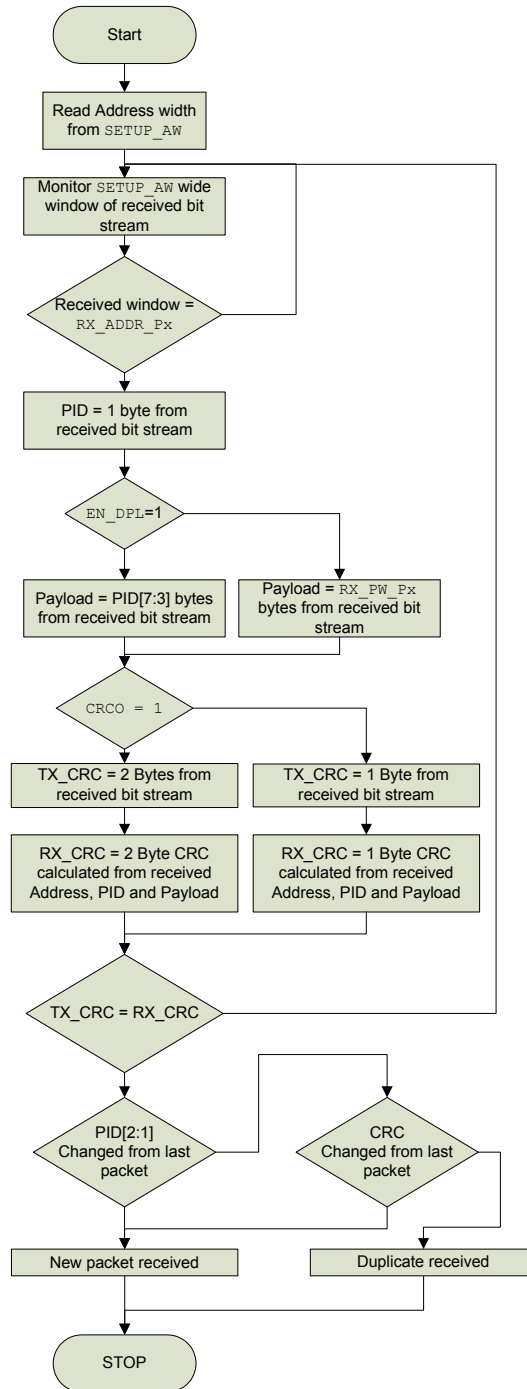 Start
Read Address width
from SETUP_AW
Monitor SETUP_AW wide
window of received bit
stream
Received window =
RX_ADDR_Px
PID = 1 byte from
received bit stream
EN_DPL=1
Payload = PID[7:3] bytes
from received bit stream
Payload = RX_PW_Px
bytes from received bit
stream
CRCO = 1
TX_CRC = 2 Bytes from
received bit stream
TX_CRC = 1 Byte from
received bit stream
RX_CRC = 2 Byte CRC
calculated from received
Address, PID and Payload
RX_CRC = 1 Byte CRC
calculated from received
Address, PID and Payload
TX_CRC = RX_CRC
PID[2:1]
Changed from last
packet
CRC
Changed from last
packet
New packet received
Duplicate received
STOP